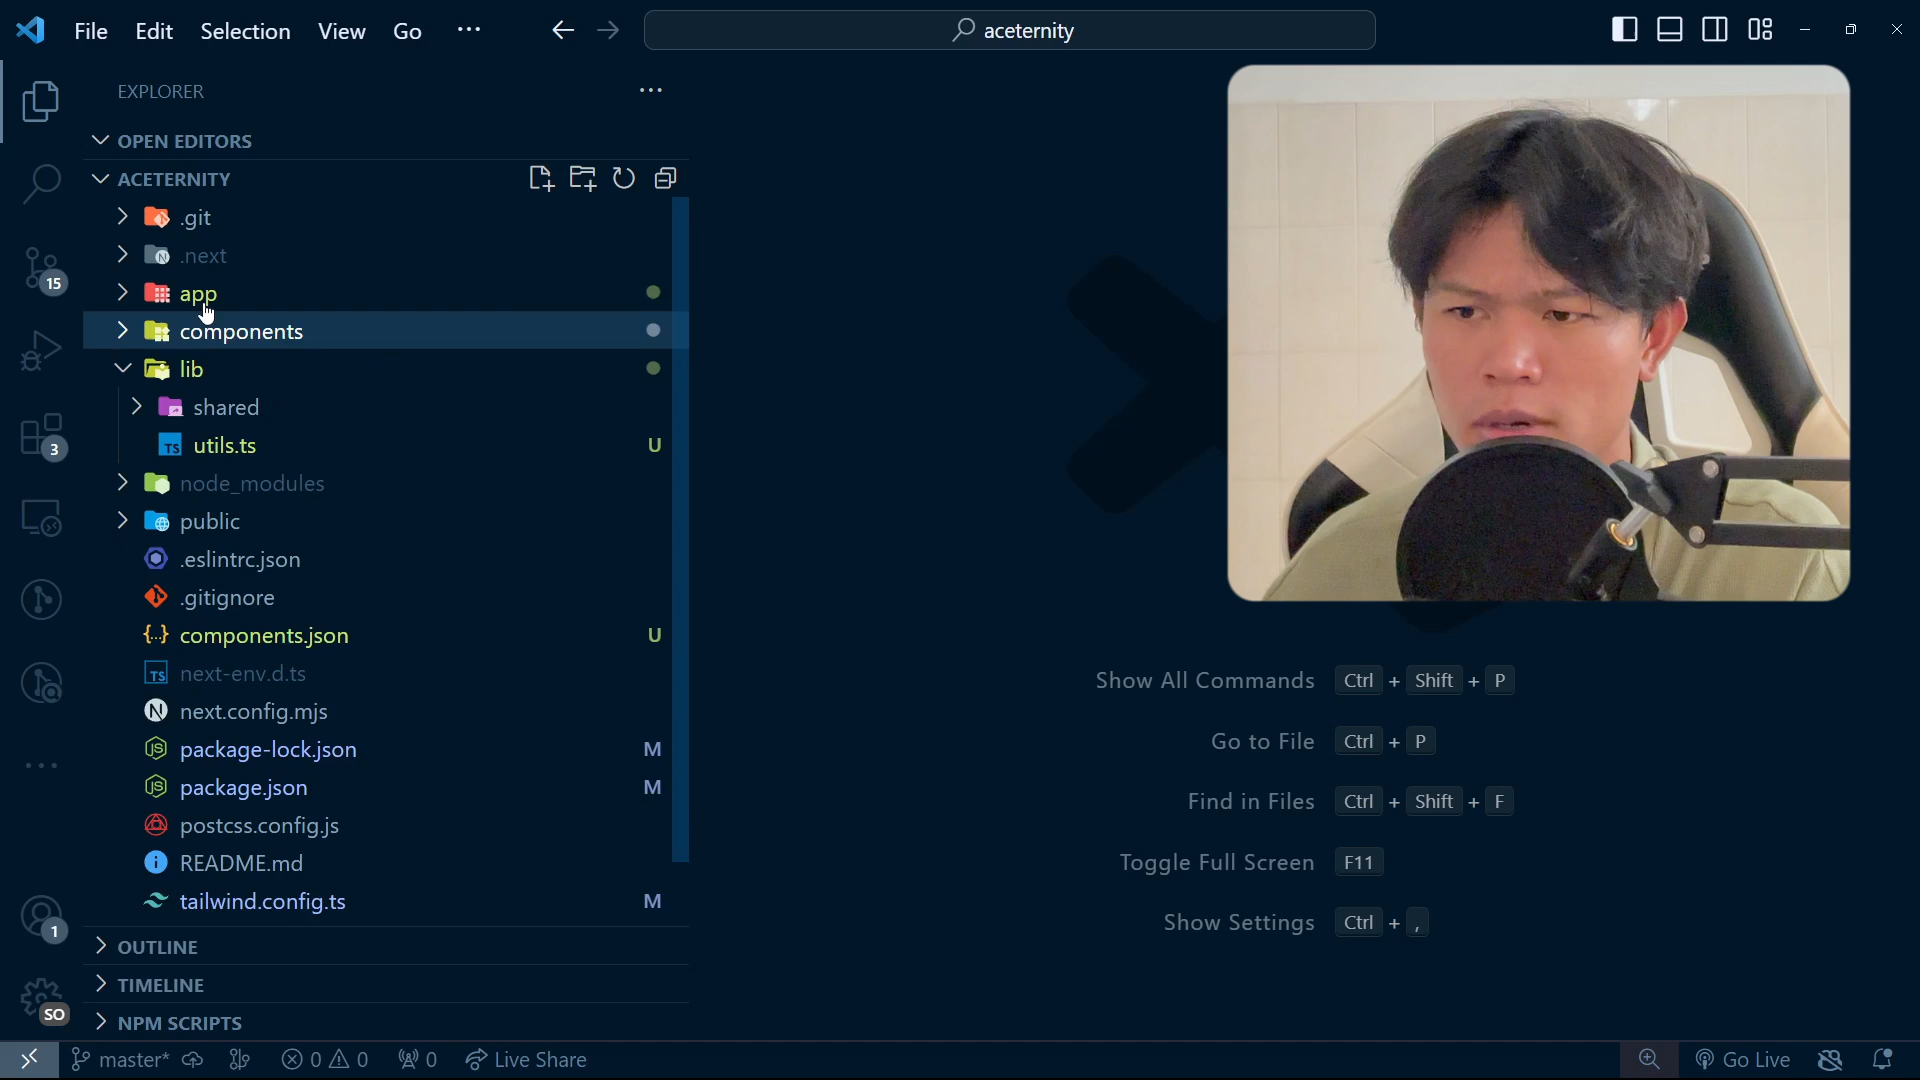 File Edit Selection View Go
aceternity
EXPLORER
OPEN EDITORS
ACETERNITY
.git
.next
app
components
lib
shared
TS utils.ts U
node_modules
public
.eslintrc.json
.gitignore
{..} components.json U
TS next-env.d.ts
N next.config.mjs
JS package-lock.json M
JS package.json M
postcss.config.js
README.md
tailwind.config.ts M
OUTLINE
TIMELINE
NPM SCRIPTS
15
3
1
SO
Show All Commands Ctrl + Shift + P
Go to File Ctrl + P
Find in Files Ctrl + Shift + F
Toggle Full Screen F11
Show Settings Ctrl + ,
master* 0 0 0 Live Share Go Live